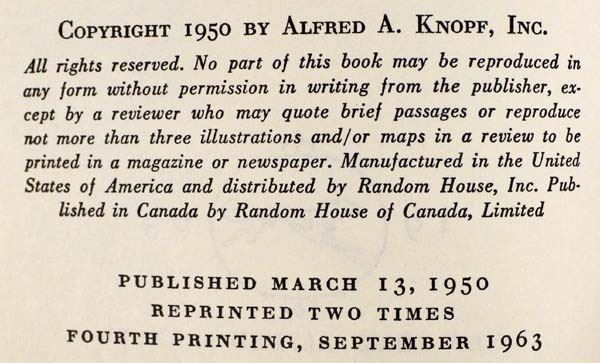 Copyright 1950 by Alfred A. Knopf, Inc.
All rights reserved. No part of this book may be reproduced in
any form without permission in writing from the publisher, ex-
cept by a reviewer who may quote brief passages or reproduce
not more than three illustrations and/or maps in a review to be
printed in a magazine or newspaper. Manufactured in the United
States of America and distributed by Random House, Inc. Pub-
lished in Canada by Random House of Canada, Limited
PUBLISHED MARCH 13, 1950
REPRINTED TWO TIMES
FOURTH PRINTING, SEPTEMBER 1963